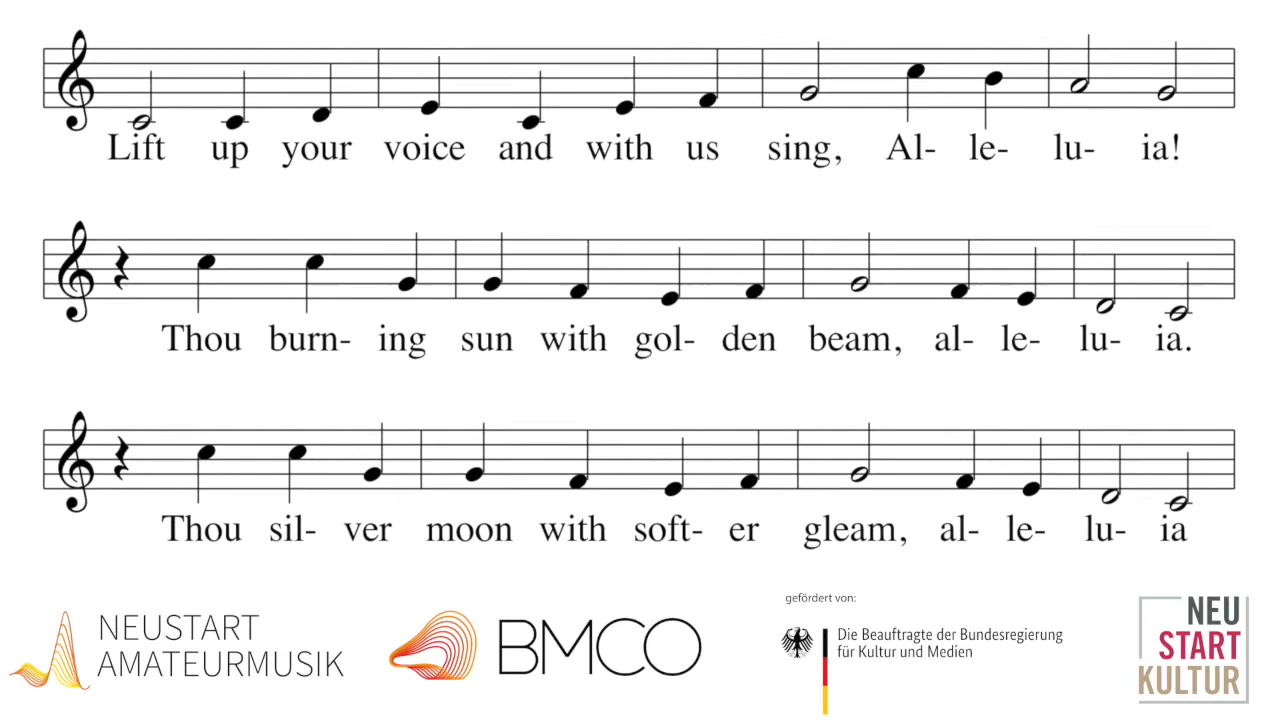 Lift up your voice and with us sing, Al- le- lu- ia!
Thou burn- ing sun with gol- den beam, al- le- lu- ia.
Thou sil- ver moon with soft- er gleam, al- le- lu- ia
NEUSTART
AMATEURMUSIK
BMCO
gefördert von:
Die Beauftragte der Bundesregierung
für Kultur und Medien
NEU
START
KULTUR